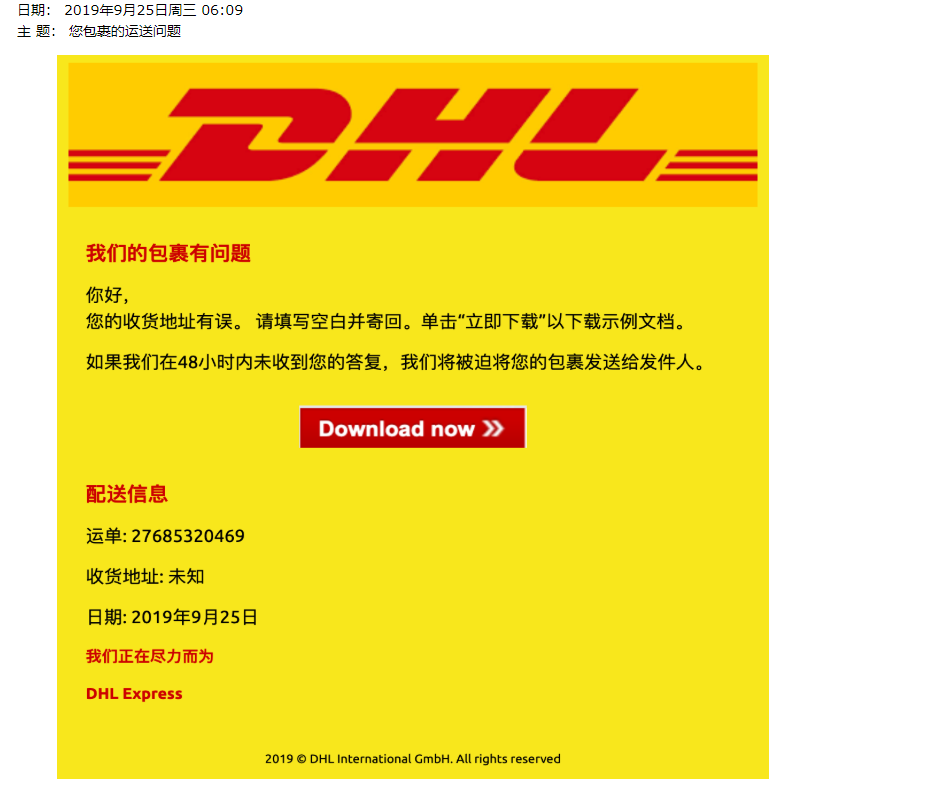 日期： 2019年9月25日周三 06:09
主 题： 您包裹的运送问题
DHL
我们的包裹有问题
你好，
您的收货地址有误。 请填写空白并寄回。单击“立即下载”以下载示例文档。
如果我们在48小时内未收到您的答复，我们将被迫将您的包裹发送给发件人。
Download now
配送信息
运单: 27685320469
收货地址: 未知
日期: 2019年9月25日
我们正在尽力而为
DHL Express
2019 © DHL International GmbH. All rights reserved